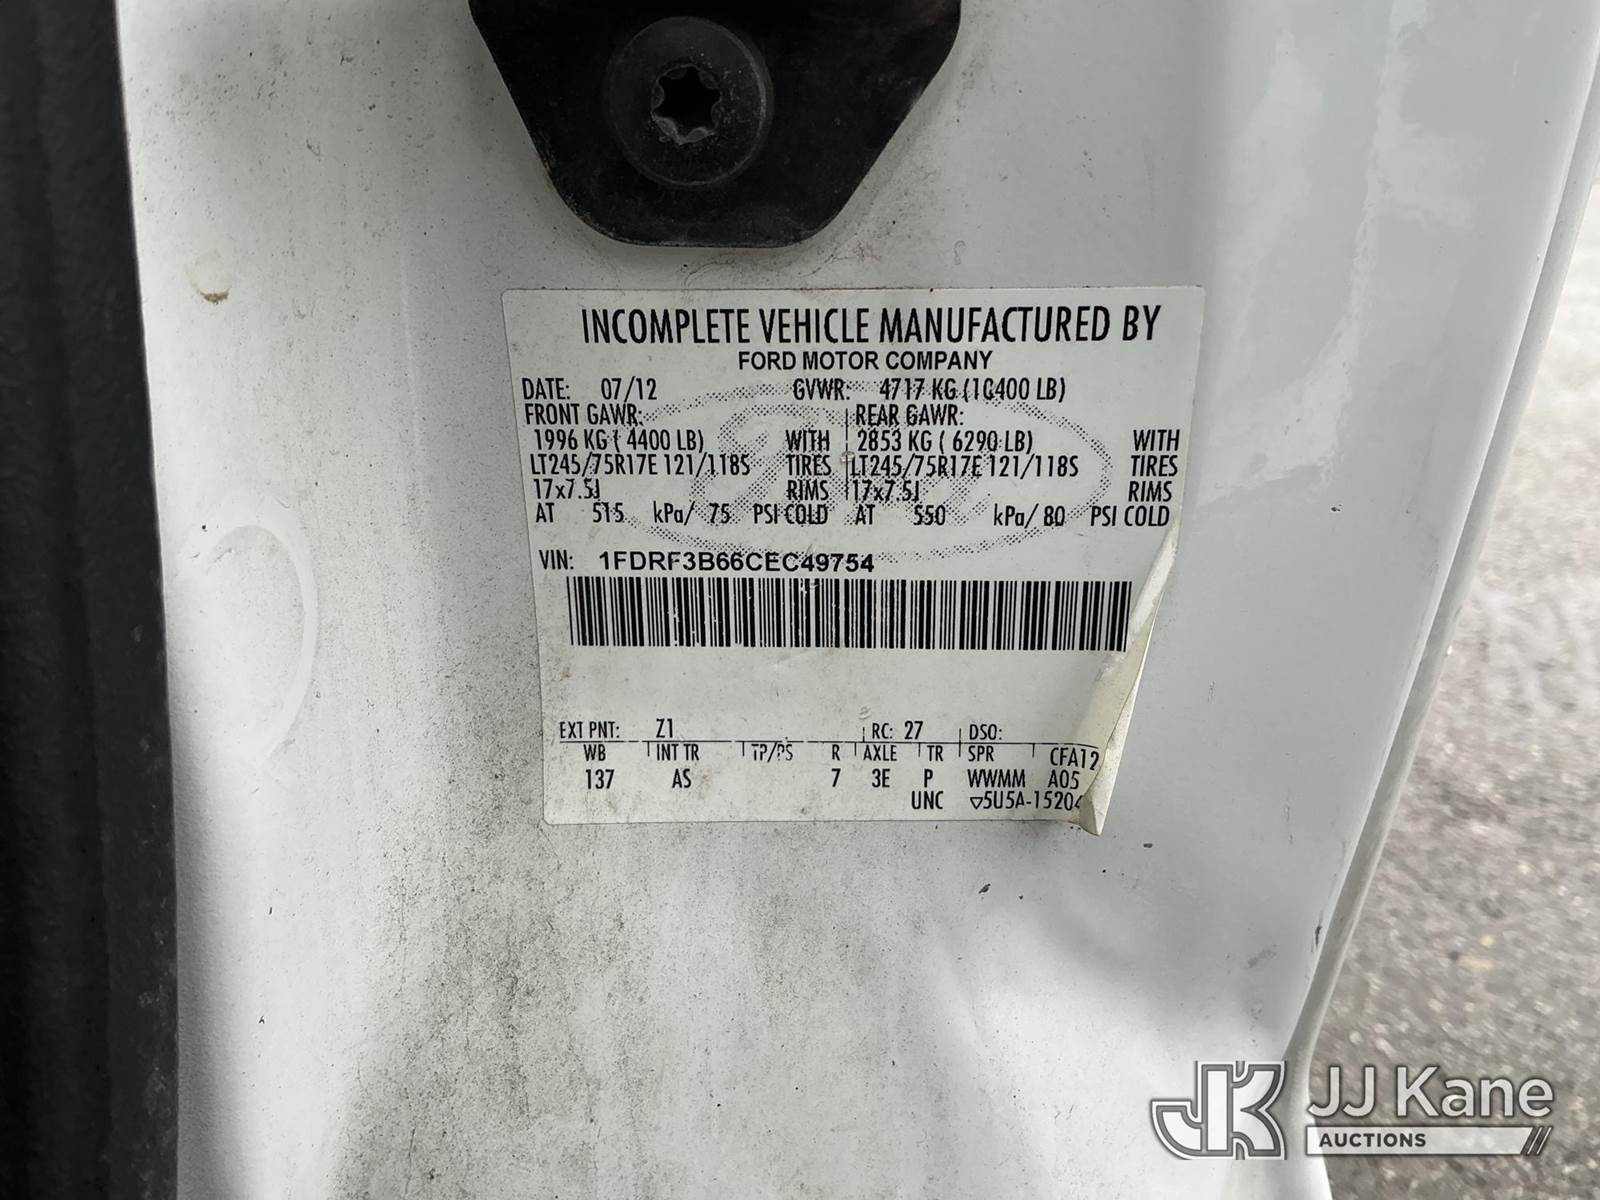 INCOMPLETE VEHICLE MANUFACTURED BY
FORD MOTOR COMPANY
DATE: 07/12 GVWR: 4717 KG (10400 LB)
FRONT GAWR: REAR GAWR:
1996 KG ( 4400 LB) WITH 2853 KG ( 6290 LB) WITH
LT245/75R17E 121/118S TIRES LT245/75R17E 121/118S TIRES
17x7.5J RIMS 17x7.5J RIMS
AT 515 kPa/ 75 PSI COLD AT 550 kPa/ 80 PSI COLD
VIN: 1FDRF3B66CEC49754
EXT PNT: Z1 RC: 27 DSO:
WB INT TR TP/PS R AXLE TR SPR CFA12
137 AS 7 3E P WWMM A05
UNC ▽5U5A-15204
JK JJ Kane
AUCTIONS